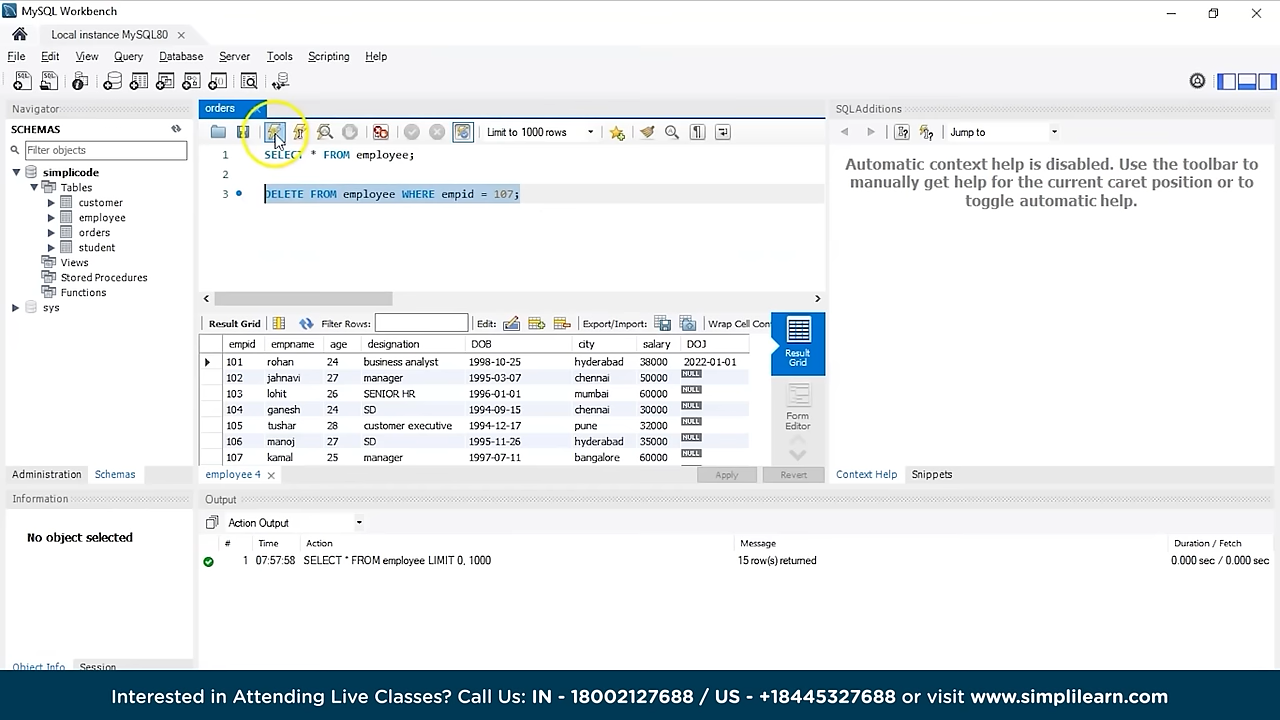 MySQL Workbench
Local instance MySQL80
File Edit View Query Database Server Tools Scripting Help
Navigator
SCHEMAS
Filter objects
simplicode
Tables
customer
employee
orders
student
Views
Stored Procedures
Functions
sys
Administration Schemas
Information
No object selected
Object Info Session
orders
Limit to 1000 rows
1 SELECT * FROM employee;
2
3 DELETE FROM employee WHERE empid = 107;
Result Grid Filter Rows: Edit: Export/Import: Wrap Cell Con
empid empname age designation DOB city salary DOJ
101 rohan 24 business analyst 1998-10-25 hyderabad 38000 2022-01-01
102 jahnavi 27 manager 1995-03-07 chennai 50000 NULL
103 lohit 26 SENIOR HR 1996-01-01 mumbai 60000 NULL
104 ganesh 24 SD 1994-09-15 chennai 30000 NULL
105 tushar 28 customer executive 1994-12-17 pune 32000 NULL
106 manoj 27 SD 1995-11-26 hyderabad 35000 NULL
107 kamal 25 manager 1997-07-11 bangalore 60000 NULL
Result
Grid
Form
Editor
employee 4
Apply Revert
SQLAdditions
Jump to
Automatic context help is disabled. Use the toolbar to
manually get help for the current caret position or to
toggle automatic help.
Context Help Snippets
Output
Action Output
# Time Action Message Duration / Fetch
1 07:57:58 SELECT * FROM employee LIMIT 0, 1000 15 row(s) returned 0.000 sec / 0.000 sec
Interested in Attending Live Classes? Call Us: IN - 18002127688 / US - +18445327688 or visit www.simplilearn.com